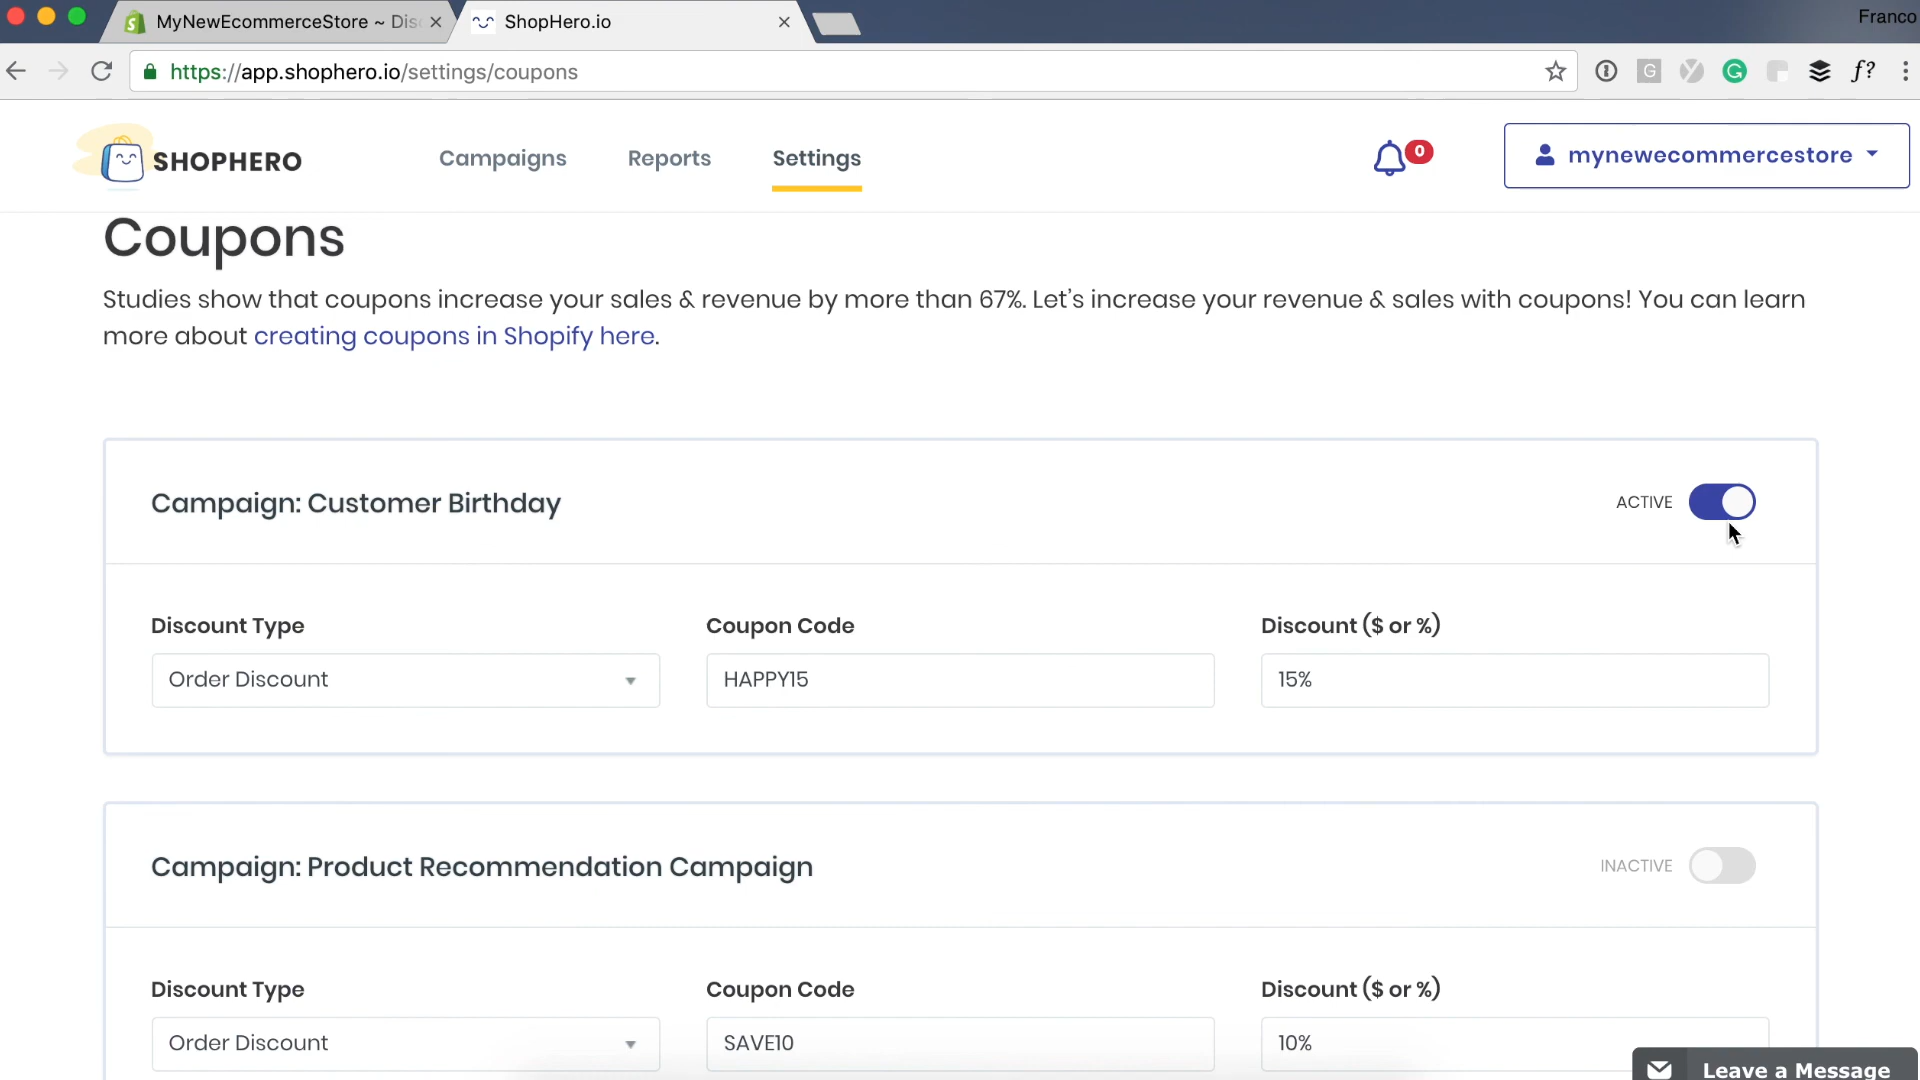 Franco
MyNewEcommerceStore ~ Dis
ShopHero.io
https://app.shophero.io/settings/coupons
SHOPHERO
Campaigns
Reports
Settings
0
mynewecommercestore
Coupons
Studies show that coupons increase your sales & revenue by more than 67%. Let's increase your revenue & sales with coupons! You can learn
more about creating coupons in Shopify here.
Campaign: Customer Birthday
ACTIVE
Discount Type
Coupon Code
Discount ($ or %)
Order Discount
HAPPY15
15%
Campaign: Product Recommendation Campaign
INACTIVE
Discount Type
Coupon Code
Discount ($ or %)
Order Discount
SAVE10
10%
Leave a Message